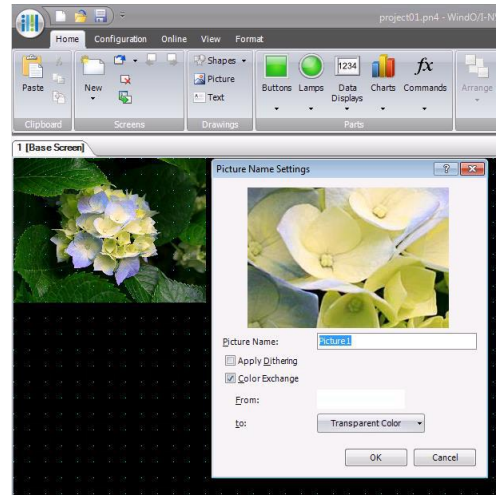 project01.pn4 - WindO/I-N
Home Configuration Online View Format
Paste
New
Shapes
Picture
Text
Buttons Lamps Data Displays Charts Commands Arrange
1234
fx
Clipboard Screens Drawings Parts
1 [Base Screen]
Picture Name Settings
Picture Name: Picture1
Apply Dithering
Color Exchange
From:
to: Transparent Color
OK Cancel